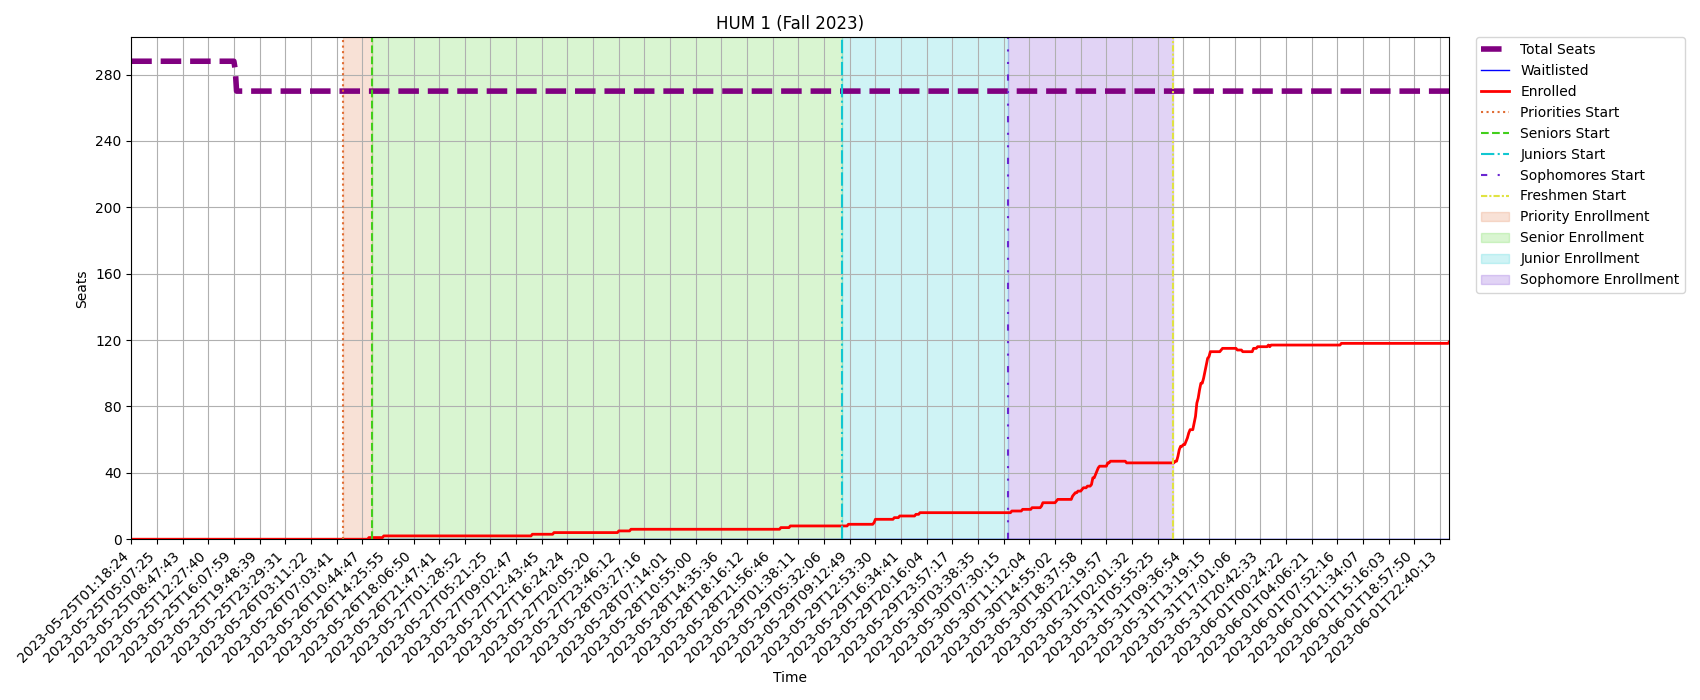 HUM 1 (Fall 2023)
Seats
280
240
200
160
120
80
40
0
2023-05-25T01:18:24
2023-05-25T05:07:25
2023-05-25T08:47:43
2023-05-25T12:27:40
2023-05-25T16:07:59
2023-05-25T19:48:39
2023-05-25T23:29:31
2023-05-26T03:11:22
2023-05-26T07:03:41
2023-05-26T10:44:47
2023-05-26T14:25:55
2023-05-26T18:06:50
2023-05-26T21:47:41
2023-05-27T01:28:52
2023-05-27T05:21:25
2023-05-27T09:02:47
2023-05-27T12:43:45
2023-05-27T16:24:24
2023-05-27T20:05:20
2023-05-27T23:46:12
2023-05-28T03:27:16
2023-05-28T07:14:01
2023-05-28T10:55:00
2023-05-28T14:35:36
2023-05-28T18:16:12
2023-05-28T21:56:46
2023-05-29T01:38:11
2023-05-29T05:32:06
2023-05-29T09:12:49
2023-05-29T12:53:30
2023-05-29T16:34:41
2023-05-29T20:16:04
2023-05-29T23:57:17
2023-05-30T03:38:35
2023-05-30T07:30:15
2023-05-30T11:12:04
2023-05-30T14:55:02
2023-05-30T18:37:58
2023-05-30T22:19:57
2023-05-31T02:01:32
2023-05-31T05:55:25
2023-05-31T09:36:54
2023-05-31T13:19:15
2023-05-31T17:01:06
2023-05-31T20:42:33
2023-06-01T00:24:22
2023-06-01T04:06:21
2023-06-01T07:52:16
2023-06-01T11:34:07
2023-06-01T15:16:03
2023-06-01T18:57:50
2023-06-01T22:40:13
Time
Total Seats
Waitlisted
Enrolled
Priorities Start
Seniors Start
Juniors Start
Sophomores Start
Freshmen Start
Priority Enrollment
Senior Enrollment
Junior Enrollment
Sophomore Enrollment